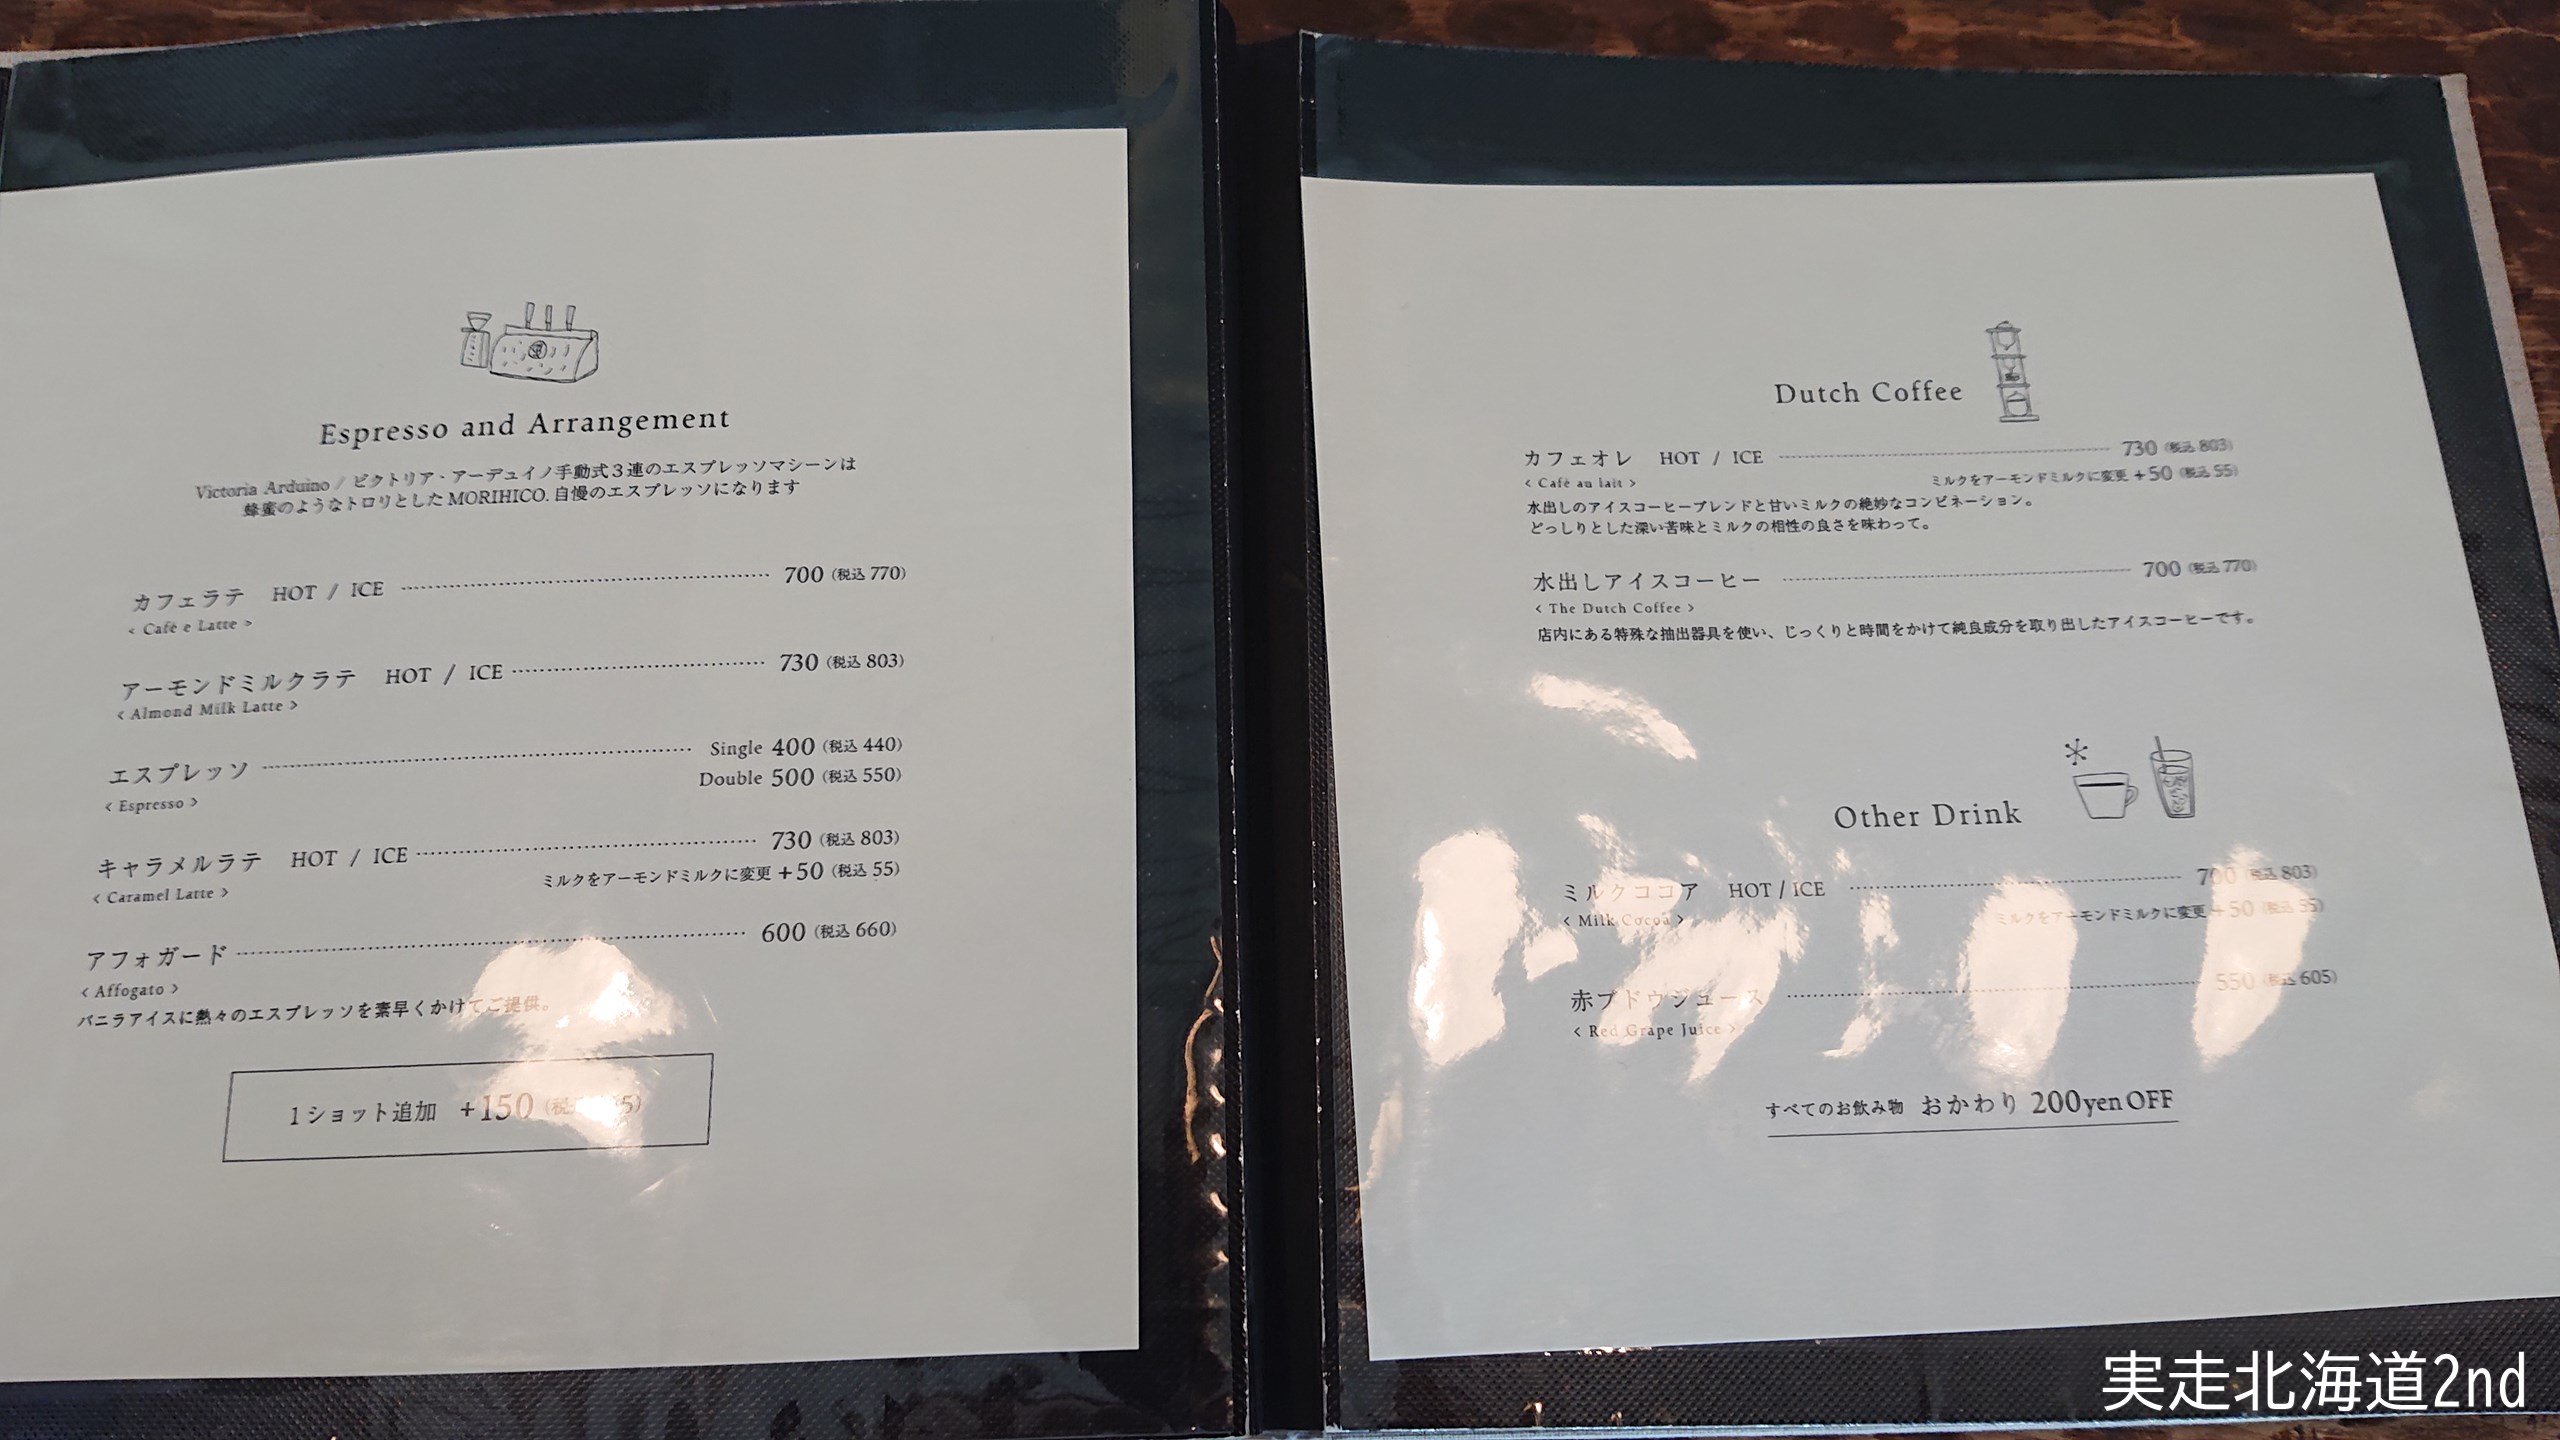 Espresso and Arrangement
Victoria Arduino / ビクトリア・アーデュイノ手動式3連のエスプレッソマシーンは
蜂蜜のようなトロリとしたMORIHICO.自慢のエスプレッソになります
カフェラテ HOT / ICE 700 (税込 770)
< Café e Latte >
アーモンドミルクラテ HOT / ICE 730 (税込 803)
< Almond Milk Latte >
エスプレッソ Single 400 (税込 440)
Double 500 (税込 550)
< Espresso >
キャラメルラテ HOT / ICE 730 (税込 803)
ミルクをアーモンドミルクに変更 +50 (税込 55)
< Caramel Latte >
アフォガード 600 (税込 660)
< Affogato >
バニラアイスに熱々のエスプレッソを素早くかけてご提供。
1ショット追加 +150
Dutch Coffee
カフェオレ HOT / ICE 730 (税込 803)
ミルクをアーモンドミルクに変更 +50 (税込 55)
< Café au lait >
水出しのアイスコーヒーブレンドと甘いミルクの絶妙なコンビネーション。
どっしりとした深い苦味とミルクの相性の良さを味わって。
水出しアイスコーヒー 700 (税込 770)
< The Dutch Coffee >
店内にある特殊な抽出器具を使い、じっくりと時間をかけて純良成分を取り出したアイスコーヒーです。
Other Drink
ミルクココア HOT / ICE (税込 803)
ミルクをアーモンドミルクに変更 +50 (税込 55)
< Milk Cocoa >
赤ブドウジュース 550 (税込 605)
< Red Grape Juice >
すべてのお飲み物 おかわり 200yen OFF
実走北海道2nd